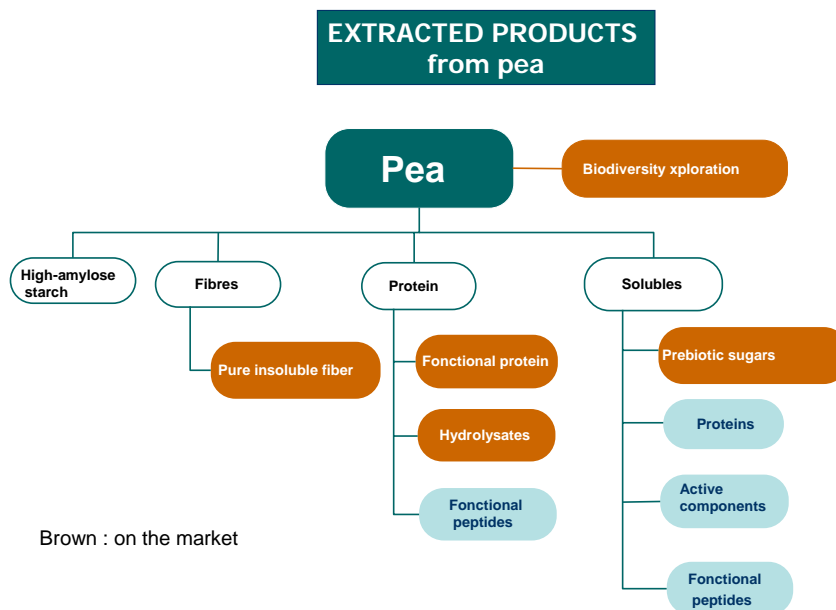 EXTRACTED PRODUCTS
from pea
Pea
Biodiversity xploration
High-amylose
starch
Fibres
Protein
Solubles
Pure insoluble fiber
Fonctional protein
Prebiotic sugars
Hydrolysates
Proteins
Fonctional
peptides
Active
components
Brown : on the market
Fonctional
peptides